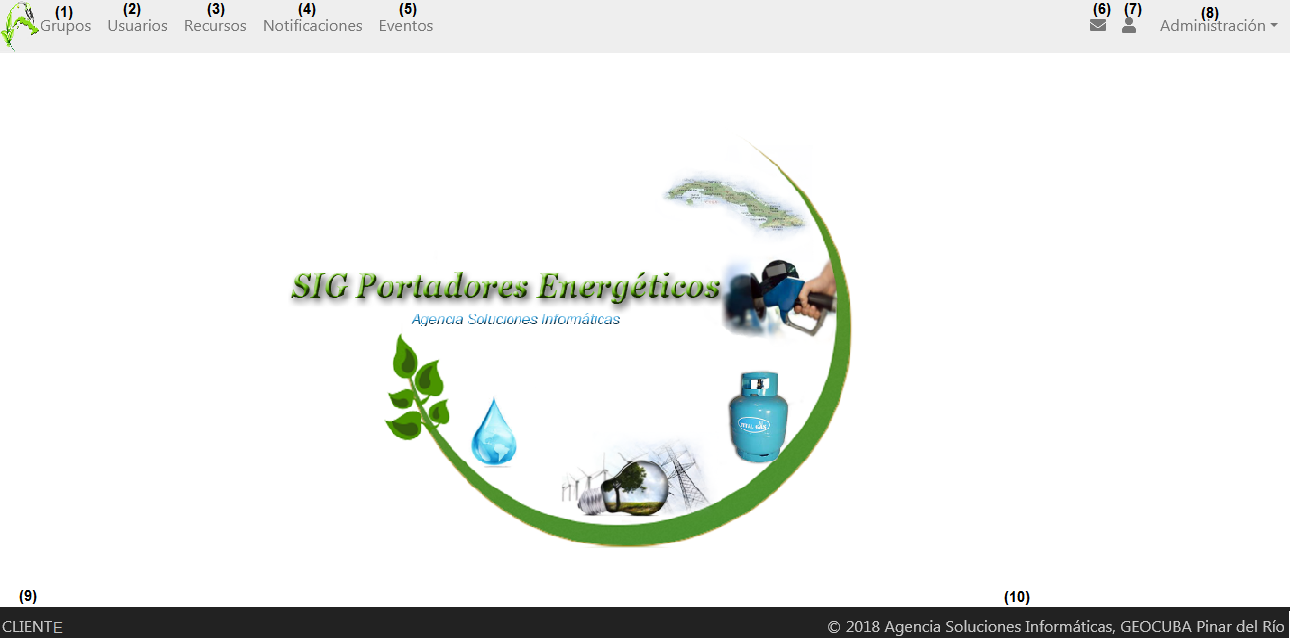 (1) (2) (3) (4) (5) (6) (7) (8)
Grupos Usuarios Recursos Notificaciones Eventos Administración
SIG Portadores Energéticos
Agencia Soluciones Informáticas
(9) (10)
CLIENTE © 2018 Agencia Soluciones Informáticas, GEOCUBA Pinar del Río